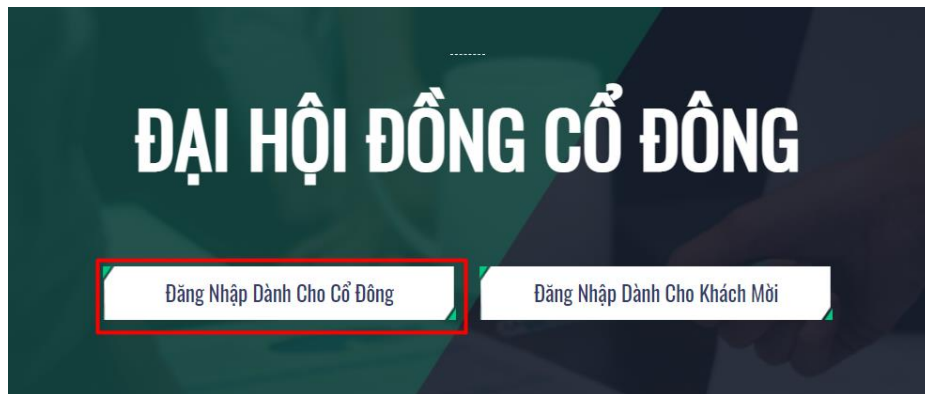 --------
ĐẠI HỘI ĐỒNG CỔ ĐÔNG
Đăng Nhập Dành Cho Cổ Đông
Đăng Nhập Dành Cho Khách Mời